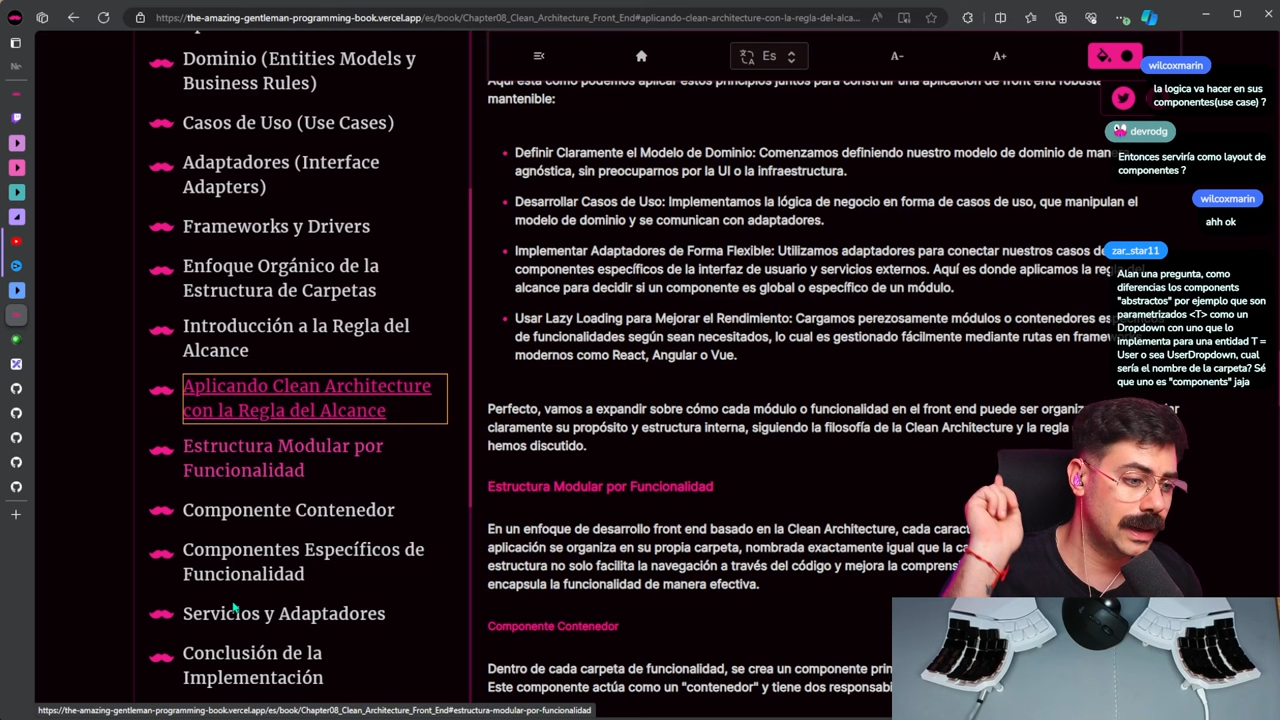 https://the-amazing-gentleman-programming-book.vercel.app/es/book/Chapter08_Clean_Architecture_Front_End#aplicando-clean-architecture-con-la-regla-del-alca...
Dominio (Entities Models y
Business Rules)
Casos de Uso (Use Cases)
Adaptadores (Interface
Adapters)
Frameworks y Drivers
Enfoque Orgánico de la
Estructura de Carpetas
Introducción a la Regla del
Alcance
Aplicando Clean Architecture
con la Regla del Alcance
Estructura Modular por
Funcionalidad
Componente Contenedor
Componentes Específicos de
Funcionalidad
Servicios y Adaptadores
Conclusión de la
Implementación
https://the-amazing-gentleman-programming-book.vercel.app/es/book/Chapter08_Clean_Architecture_Front_End#estructura-modular-por-funcionalidad
Es
A-
A+
Aquí está cómo podemos aplicar estos principios juntos para construir una aplicación de front end robusta
mantenible:
Definir Claramente el Modelo de Dominio: Comenzamos definiendo nuestro modelo de dominio de
agnóstica, sin preocuparnos por la UI o la infraestructura.
Desarrollar Casos de Uso: Implementamos la lógica de negocio en forma de casos de uso, que manipulan el
modelo de dominio y se comunican con adaptadores.
Implementar Adaptadores de Forma Flexible: Utilizamos adaptadores para conectar nuestros casos de
componentes específicos de la interfaz de usuario y servicios externos. Aquí es donde aplicamos la
alcance para decidir si un componente es global o específico de un módulo.
Usar Lazy Loading para Mejorar el Rendimiento: Cargamos perezosamente módulos o contenedores
de funcionalidades según sean necesitados, lo cual es gestionado fácilmente mediante rutas en
modernos como React, Angular o Vue.
Perfecto, vamos a expandir sobre cómo cada módulo o funcionalidad en el front end puede ser
claramente su propósito y estructura interna, siguiendo la filosofía de la Clean Architecture y la regla
hemos discutido.
Estructura Modular por Funcionalidad
En un enfoque de desarrollo front end basado en la Clean Architecture, cada
aplicación se organiza en su propia carpeta, nombrada exactamente igual que la
estructura no solo facilita la navegación a través del código y mejora la
encapsula la funcionalidad de manera efectiva.
Componente Contenedor
Dentro de cada carpeta de funcionalidad, se crea un componente
Este componente actúa como un "contenedor" y tiene dos
wilcoxmarin
la logica va hacer en sus
componentes(use case) ?
devrodg
Entonces serviría como layout de
componentes ?
wilcoxmarin
ahh ok
zar_star11
Alan una pregunta, como
diferencias los components
"abstractos" por ejemplo que son
parametrizados <T> como un
Dropdown con uno que lo
implementa para una entidad T =
User o sea UserDropdown, cual
sería el nombre de la carpeta? Sé
que uno es "components" jaja